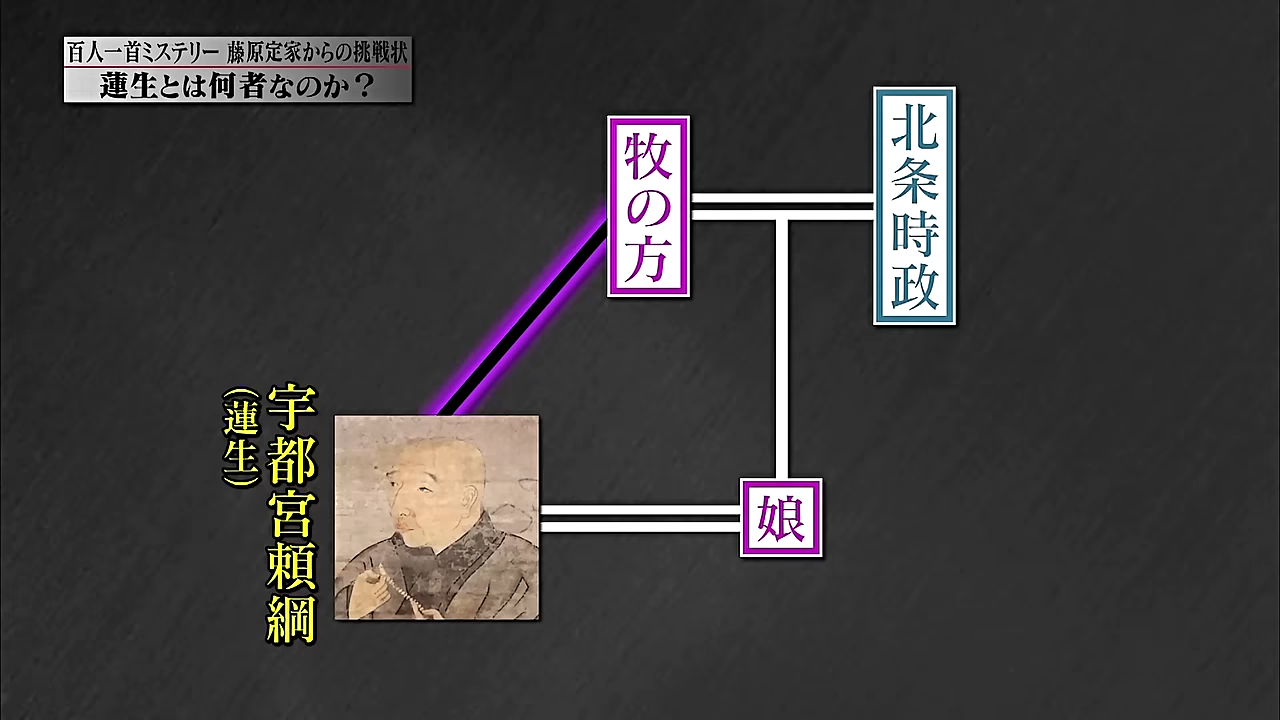 百人一首ミステリー 藤原定家からの挑戦状
蓮生とは何者なのか？
北条時政
牧の方
娘
宇都宮頼綱
（蓮生）